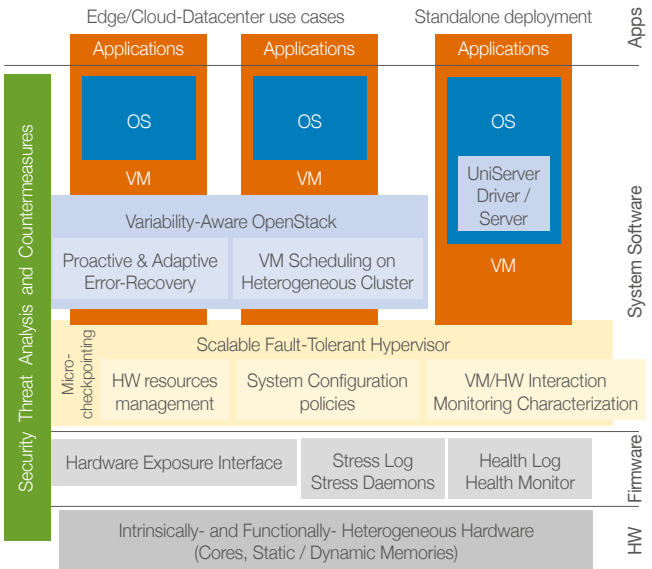 Edge/Cloud-Datacenter use cases
Standalone deployment
Apps
Applications
Applications
Applications
Security Threat Analysis and Countermeasures
OS
OS
OS
VM
VM
UniServer
Driver /
Server
VM
System Software
Variability-Aware OpenStack
Proactive & Adaptive
Error-Recovery
VM Scheduling on
Heterogeneous Cluster
Micro-
checkpointing
Scalable Fault-Tolerant Hypervisor
HW resources
management
System Configuration
policies
VM/HW Interaction
Monitoring Characterization
Hardware Exposure Interface
Stress Log
Stress Daemons
Health Log
Health Monitor
Firmware
Intrinsically- and Functionally- Heterogeneous Hardware
(Cores, Static / Dynamic Memories)
HW